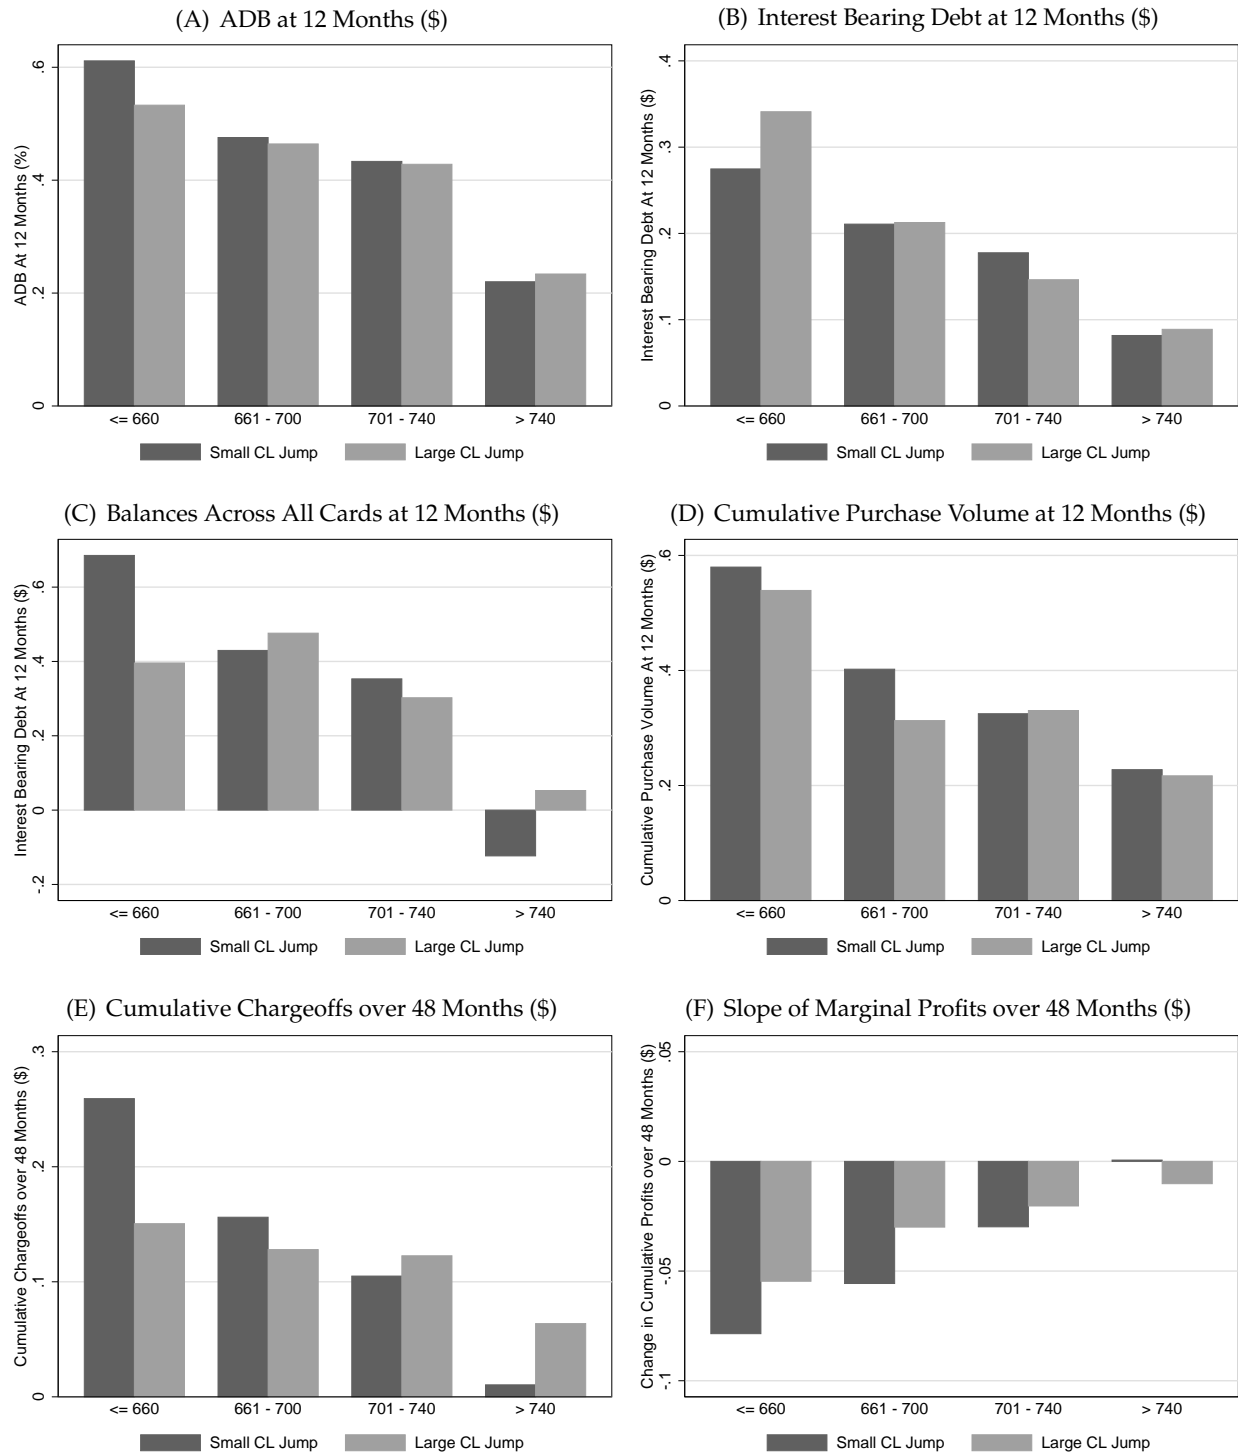 (A) ADB at 12 Months ($)
ADB At 12 Months (%)
.6
.4
.2
0
<= 660
661 - 700
701 - 740
> 740
Small CL Jump
Large CL Jump
(B) Interest Bearing Debt at 12 Months ($)
Interest Bearing Debt At 12 Months ($)
.4
.3
.2
.1
0
<= 660
661 - 700
701 - 740
> 740
Small CL Jump
Large CL Jump
(C) Balances Across All Cards at 12 Months ($)
Interest Bearing Debt At 12 Months ($)
.6
.4
.2
0
-.2
<= 660
661 - 700
701 - 740
> 740
Small CL Jump
Large CL Jump
(D) Cumulative Purchase Volume at 12 Months ($)
Cumulative Purchase Volume At 12 Months ($)
.6
.4
.2
0
<= 660
661 - 700
701 - 740
> 740
Small CL Jump
Large CL Jump
(E) Cumulative Chargeoffs over 48 Months ($)
Cumulative Chargeoffs over 48 Months ($)
.3
.2
.1
0
<= 660
661 - 700
701 - 740
> 740
Small CL Jump
Large CL Jump
(F) Slope of Marginal Profits over 48 Months ($)
Change in Cumulative Profits over 48 Months ($)
.05
0
-.05
-.1
<= 660
661 - 700
701 - 740
> 740
Small CL Jump
Large CL Jump